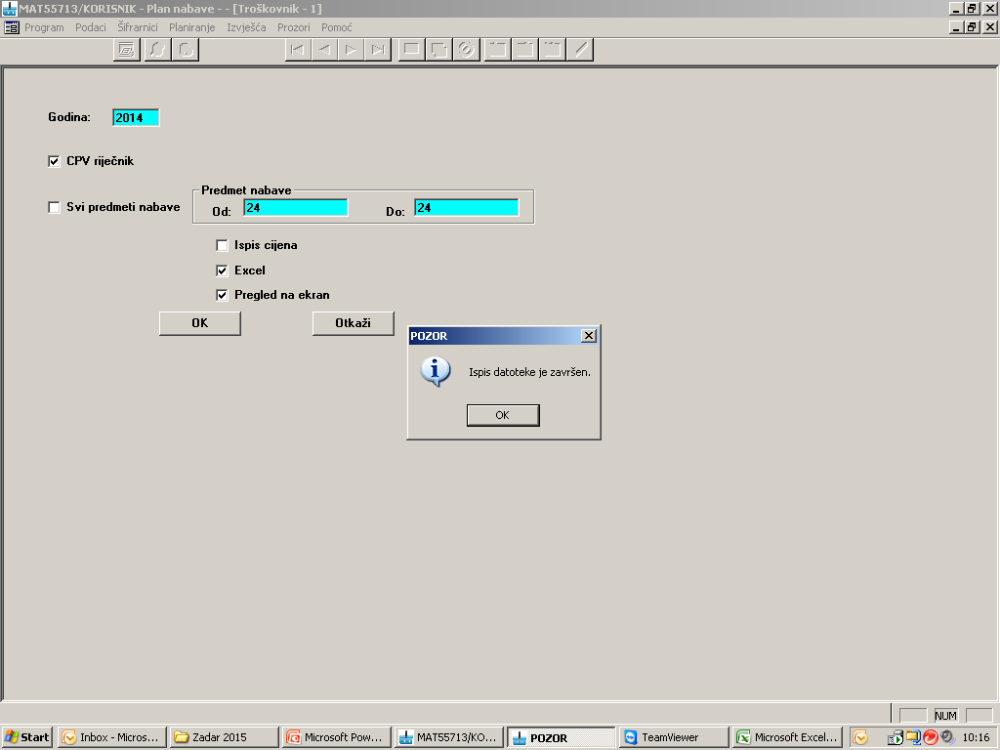 MAT55713/KORISNIK - Plan nabave - - [Troškovnik - 1]
Program Podaci Šifrarnici Planiranje Izvješća Prozori Pomoć
Godina: 2014
CPV riječnik
Predmet nabave
Svi predmeti nabave Od: 24 Do: 24
Ispis cijena
Excel
Pregled na ekran
OK Otkaži
POZOR
Ispis datoteke je završen.
OK
NUM
Start Inbox - Micros... Zadar 2015 Microsoft Pow... MAT55713/KO... POZOR TeamViewer Microsoft Excel... 10:16